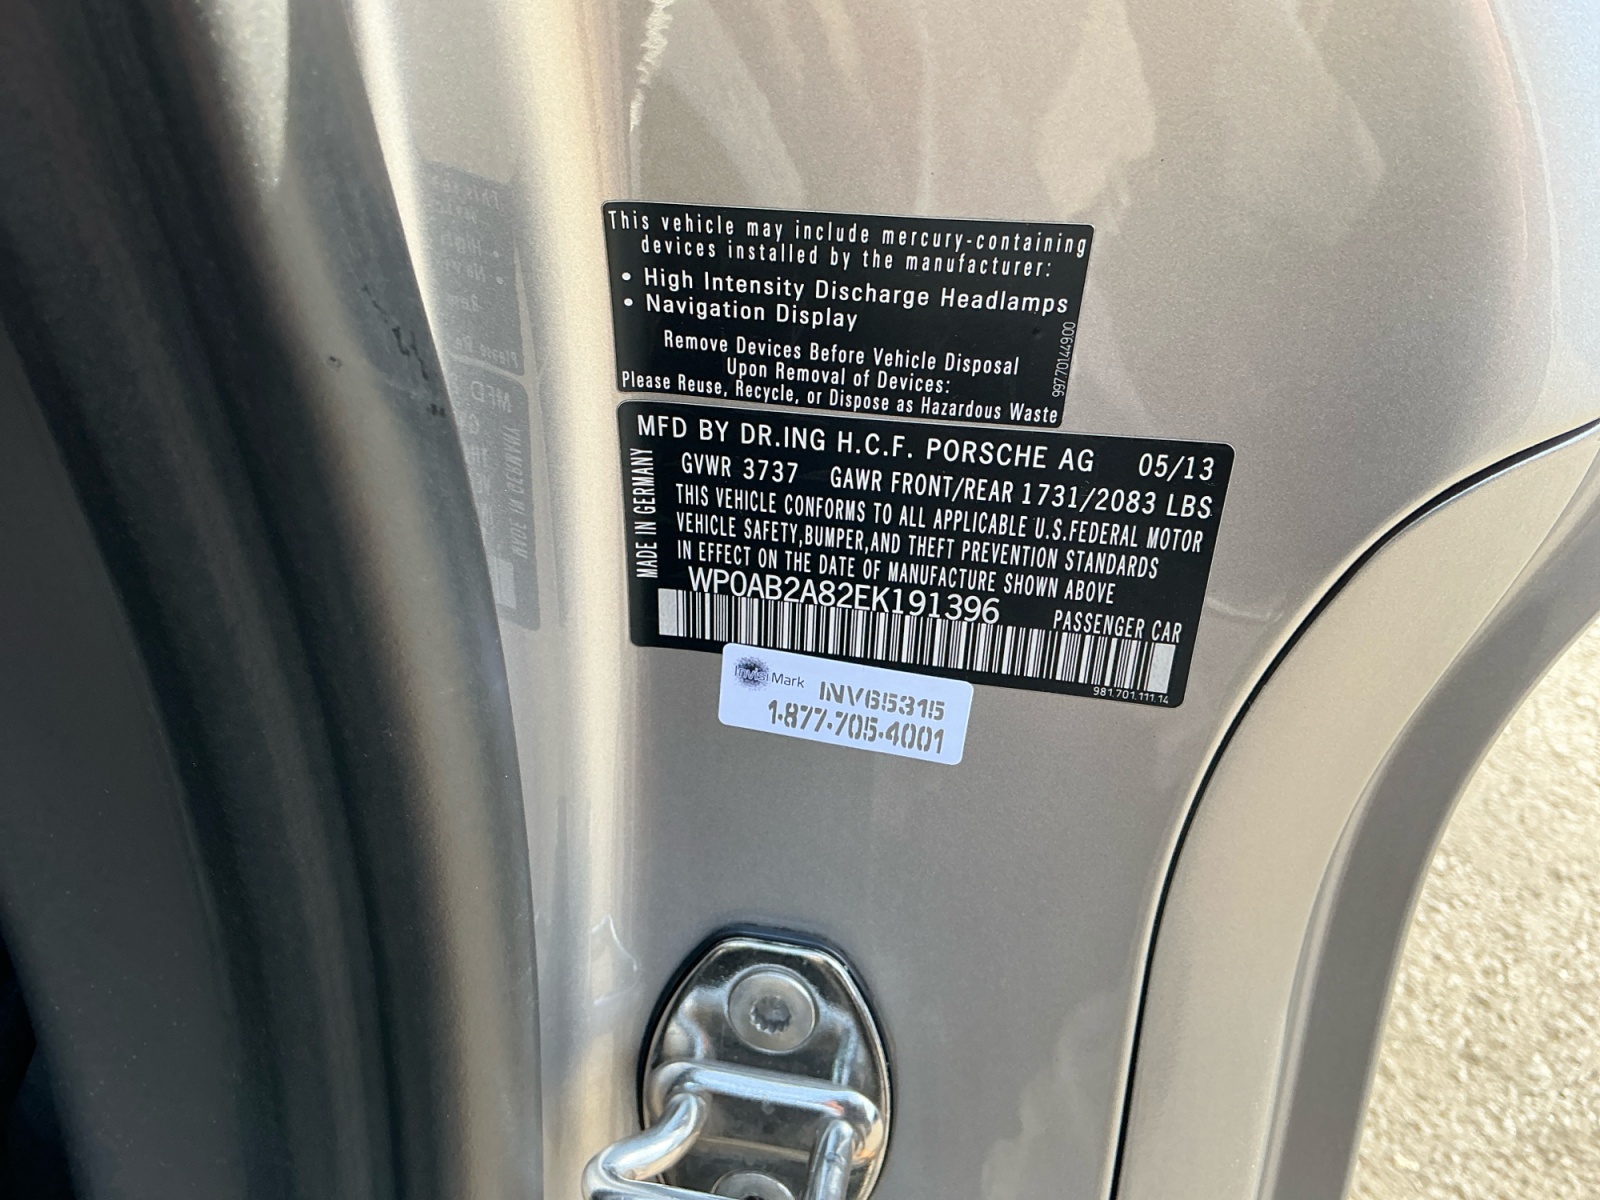 This vehicle may include mercury-containing
devices installed by the manufacturer:
• High Intensity Discharge Headlamps
• Navigation Display
Remove Devices Before Vehicle Disposal
Upon Removal of Devices:
Please Reuse, Recycle, or Dispose as Hazardous Waste
997.701.449.00
MFD BY DR.ING H.C.F. PORSCHE AG 05/13
GVWR 3737 GAWR FRONT/REAR 1731/2083 LBS
THIS VEHICLE CONFORMS TO ALL APPLICABLE U.S.FEDERAL MOTOR
VEHICLE SAFETY,BUMPER,AND THEFT PREVENTION STANDARDS
IN EFFECT ON THE DATE OF MANUFACTURE SHOWN ABOVE
MADE IN GERMANY
WP0AB2A82EK191396 PASSENGER CAR
981.701.111.14
InVisiMark INV65315
1-877-705-4001